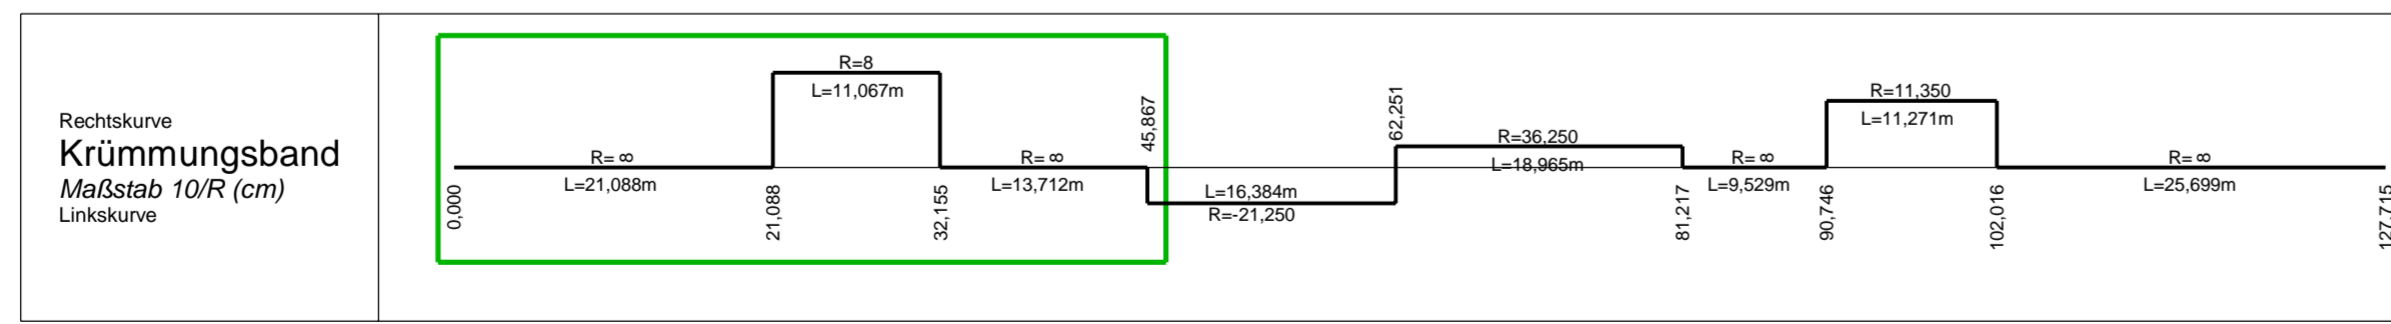 Rechtskurve
Krümmungsband
Maßstab 10/R (cm)
Linkskurve
R= ∞
L=21,088m
R=8
L=11,067m
R= ∞
L=13,712m
L=16,384m
R=-21,250
R=36,250
L=18,965m
R= ∞
L=9,529m
R=11,350
L=11,271m
R= ∞
L=25,699m
0,000
21,088
32,155
45,867
62,251
81,217
90,746
102,016
127,715